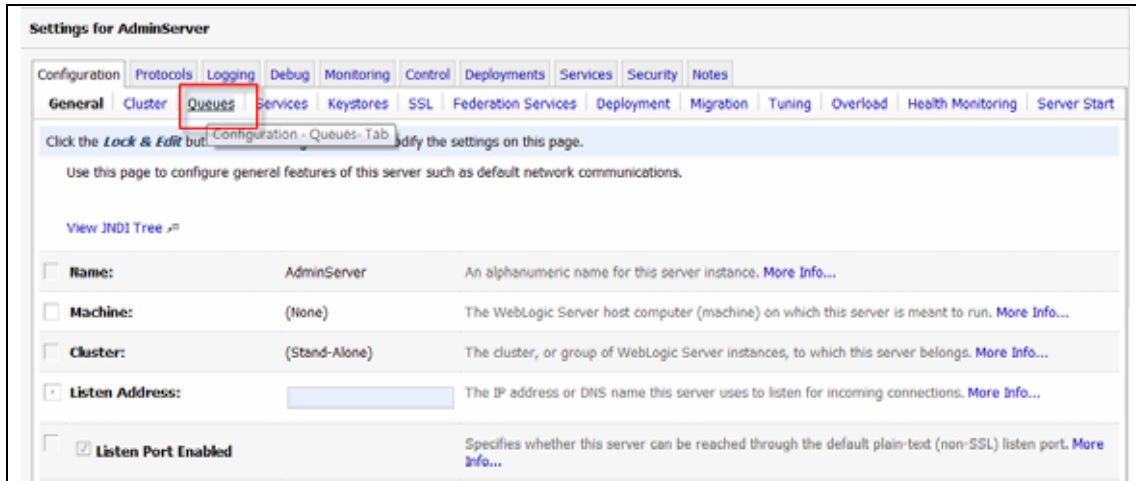 Settings for AdminServer
Configuration Protocols Logging Debug Monitoring Control Deployments Services Security Notes
General Cluster Queues Services Keystores SSL Federation Services Deployment Migration Tuning Overload Health Monitoring Server Start
Configuration - Queues- Tab
Click the Lock & Edit but modify the settings on this page.
Use this page to configure general features of this server such as default network communications.
View JNDI Tree
Name: AdminServer An alphanumeric name for this server instance. More Info...
Machine: (None) The WebLogic Server host computer (machine) on which this server is meant to run. More Info...
Cluster: (Stand-Alone) The cluster, or group of WebLogic Server instances, to which this server belongs. More Info...
Listen Address: The IP address or DNS name this server uses to listen for incoming connections. More Info...
Listen Port Enabled Specifies whether this server can be reached through the default plain-text (non-SSL) listen port. More
Info...